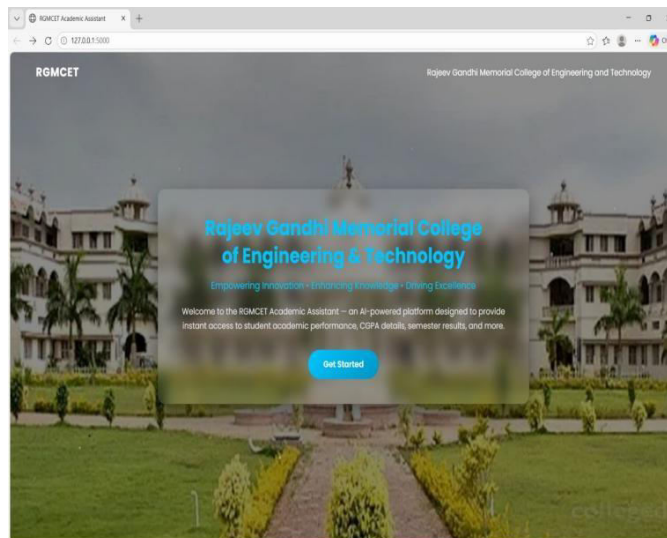 RGMCET Academic Assistant
127.0.0.1:5000
RGMCET
Rajeev Gandhi Memorial College of Engineering and Technology
Rajeev Gandhi Memorial College
of Engineering & Technology
Empowering Innovation • Enhancing Knowledge • Driving Excellence
Welcome to the RGMCET Academic Assistant — an AI-powered platform designed to provide
instant access to student academic performance, CGPA details, semester results, and more.
Get Started